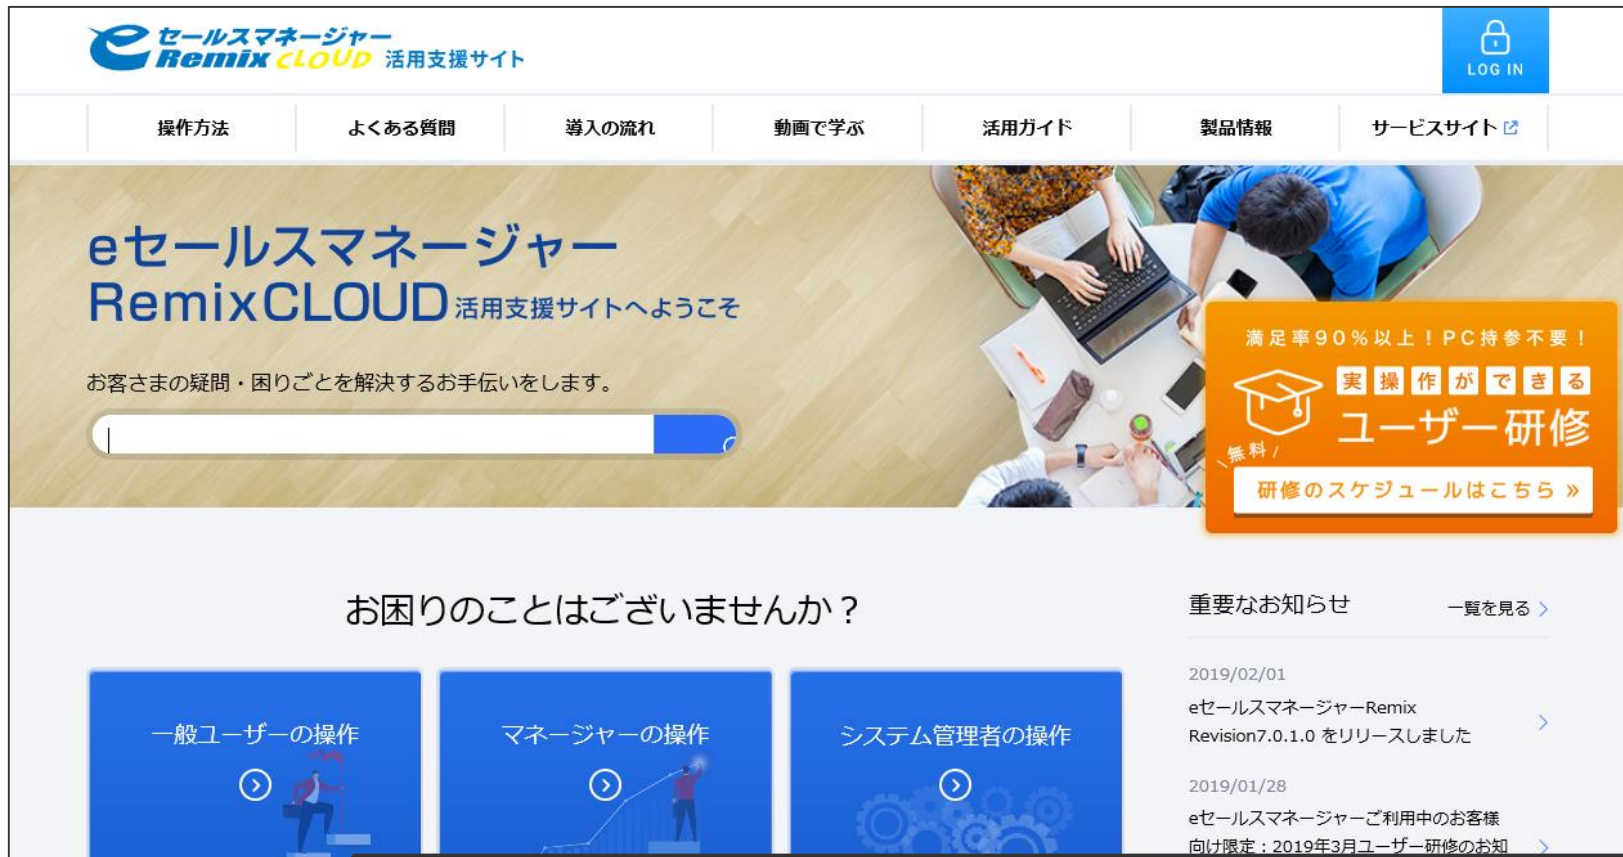 eセールスマネージャー
Remix CLOUD 活用支援サイト
LOG IN
操作方法
よくある質問
導入の流れ
動画で学ぶ
活用ガイド
製品情報
サービスサイト
eセールスマネージャー
RemixCLOUD 活用支援サイトへようこそ
お客さまの疑問・困りごとを解決するお手伝いをします。
満足率90%以上！PC持参不要！
実操作ができる
ユーザー研修
\無料/
研修のスケジュールはこちら »
お困りのことはございませんか？
一般ユーザーの操作
マネージャーの操作
システム管理者の操作
重要なお知らせ
一覧を見る
2019/02/01
eセールスマネージャーRemix
Revision7.0.1.0 をリリースしました
2019/01/28
eセールスマネージャーご利用中のお客様
向け限定：2019年3月ユーザー研修のお知